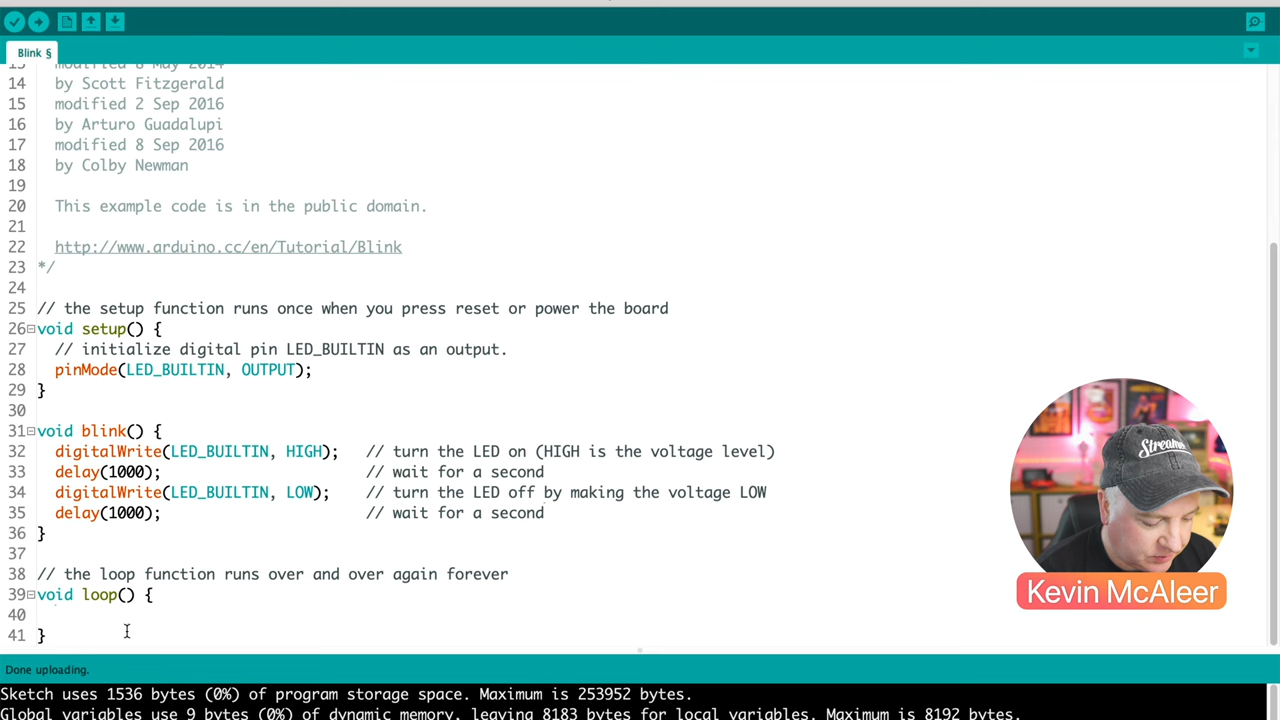 Blink §
13 modified 8 May 2014
14 by Scott Fitzgerald
15 modified 2 Sep 2016
16 by Arturo Guadalupi
17 modified 8 Sep 2016
18 by Colby Newman
19
20 This example code is in the public domain.
21
22 http://www.arduino.cc/en/Tutorial/Blink
23 */
24
25 // the setup function runs once when you press reset or power the board
26 void setup() {
27 // initialize digital pin LED_BUILTIN as an output.
28 pinMode(LED_BUILTIN, OUTPUT);
29 }
30
31 void blink() {
32 digitalWrite(LED_BUILTIN, HIGH); // turn the LED on (HIGH is the voltage level)
33 delay(1000); // wait for a second
34 digitalWrite(LED_BUILTIN, LOW); // turn the LED off by making the voltage LOW
35 delay(1000); // wait for a second
36 }
37
38 // the loop function runs over and over again forever
39 void loop() {
40
41 }
Kevin McAleer
Done uploading.
Sketch uses 1536 bytes (0%) of program storage space. Maximum is 253952 bytes.
Global variables use 9 bytes (0%) of dynamic memory, leaving 8183 bytes for local variables. Maximum is 8192 bytes.